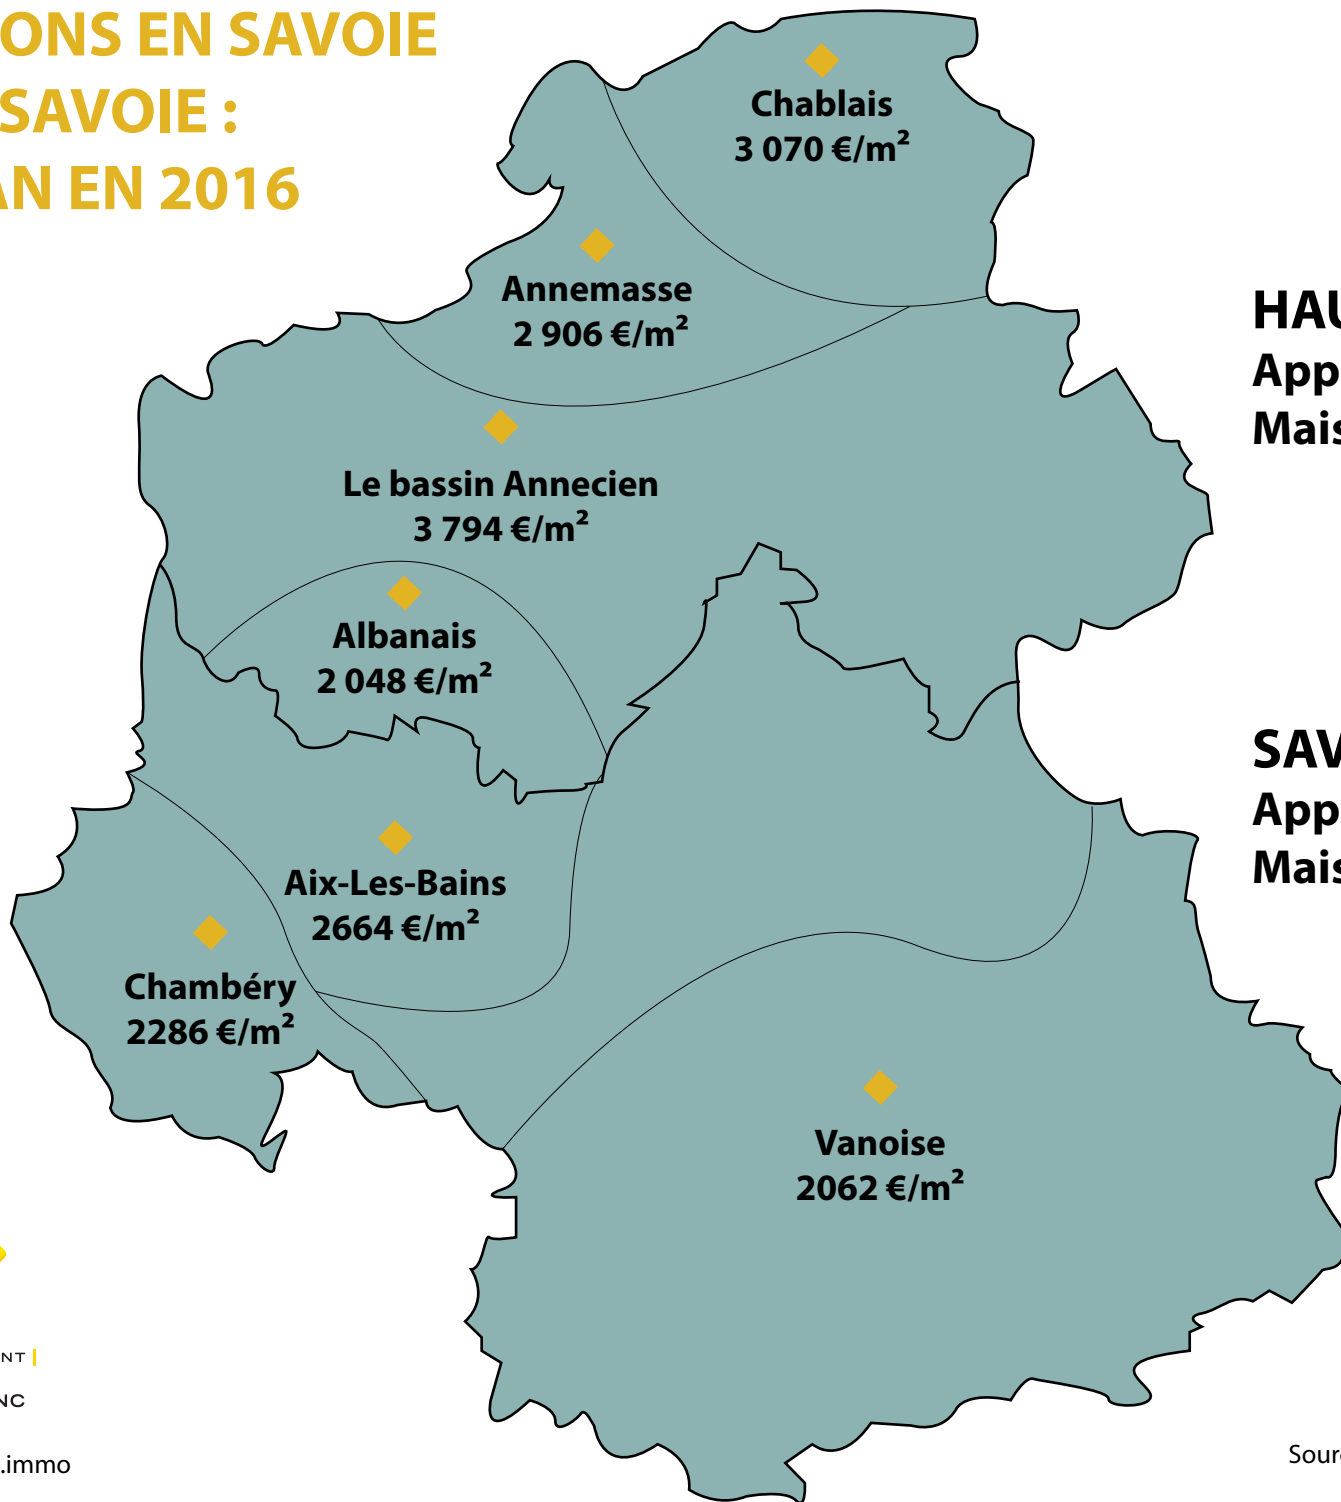 ONS EN SAVOIE
SAVOIE :
AN EN 2016
Chablais
3 070 €/m²
Annemasse
2 906 €/m²
HAU
App
Mais
Le bassin Annecien
3 794 €/m²
Albanais
2 048 €/m²
SAV
App
Mais
Aix-Les-Bains
2664 €/m²
Chambéry
2286 €/m²
Vanoise
2062 €/m²
NT
NC
.immo
Sour